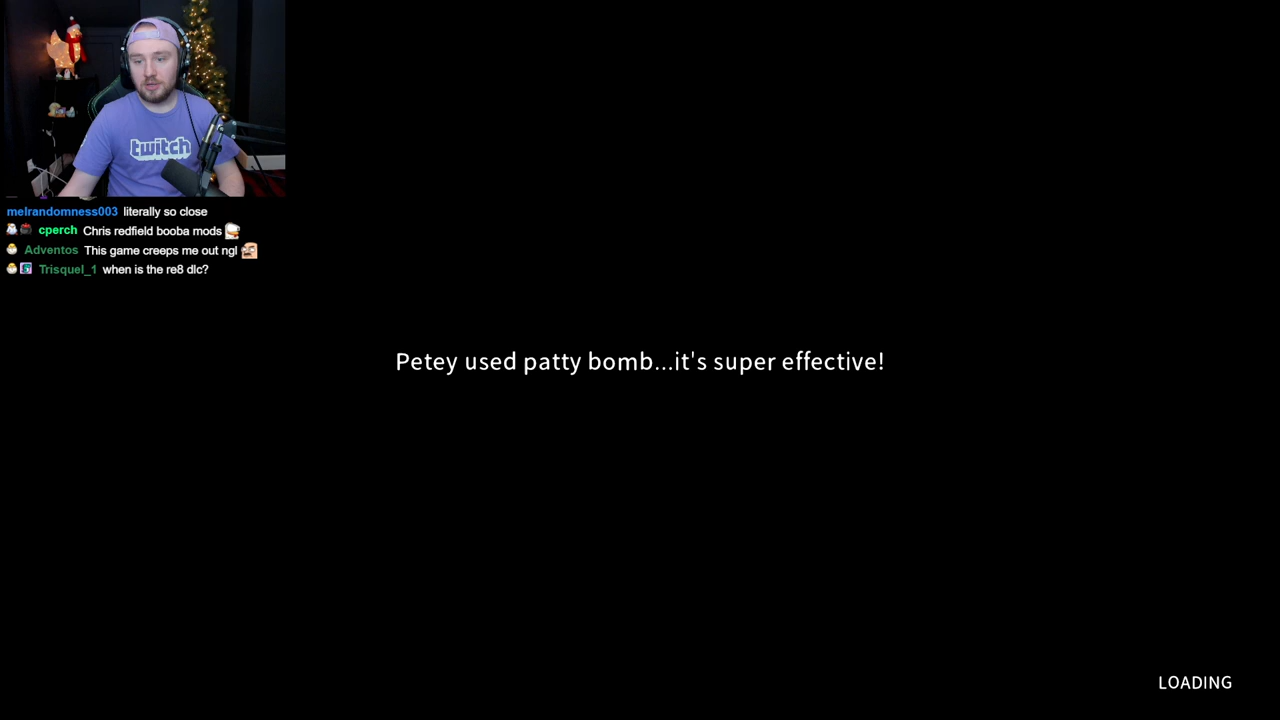 twitch
melrandomness003 literally so close
cperch Chris redfield booba mods
Adventos This game creeps me out ngl
Trisquel_1 when is the re8 dlc?
Petey used patty bomb...it's super effective!
LOADING